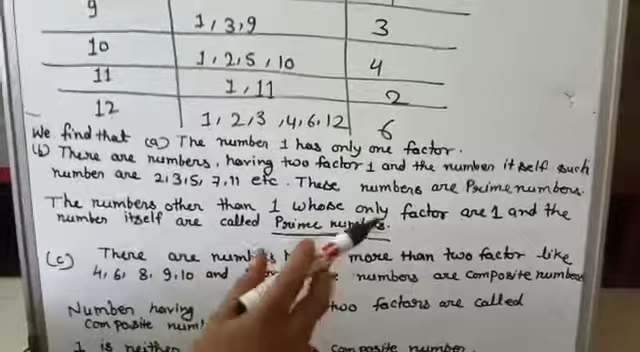 9 1, 3, 9 3
10 1, 2, 5, 10 4
11 1, 11 2
12 1, 2, 3, 4, 6, 12 6
We find that (a) The number 1 has only one factor.
(b) There are numbers, having two factor 1 and the number it self such
number are 2, 3, 5, 7, 11 etc. These numbers are Prime numbers.
The numbers other than 1 whose only factor are 1 and the
number itself are called Prime numbers.
(c) There are more than two factor like
4, 6, 8, 9, 10 and numbers are composite numbers
Number having two factors are called
composite
1 is neither composite number.